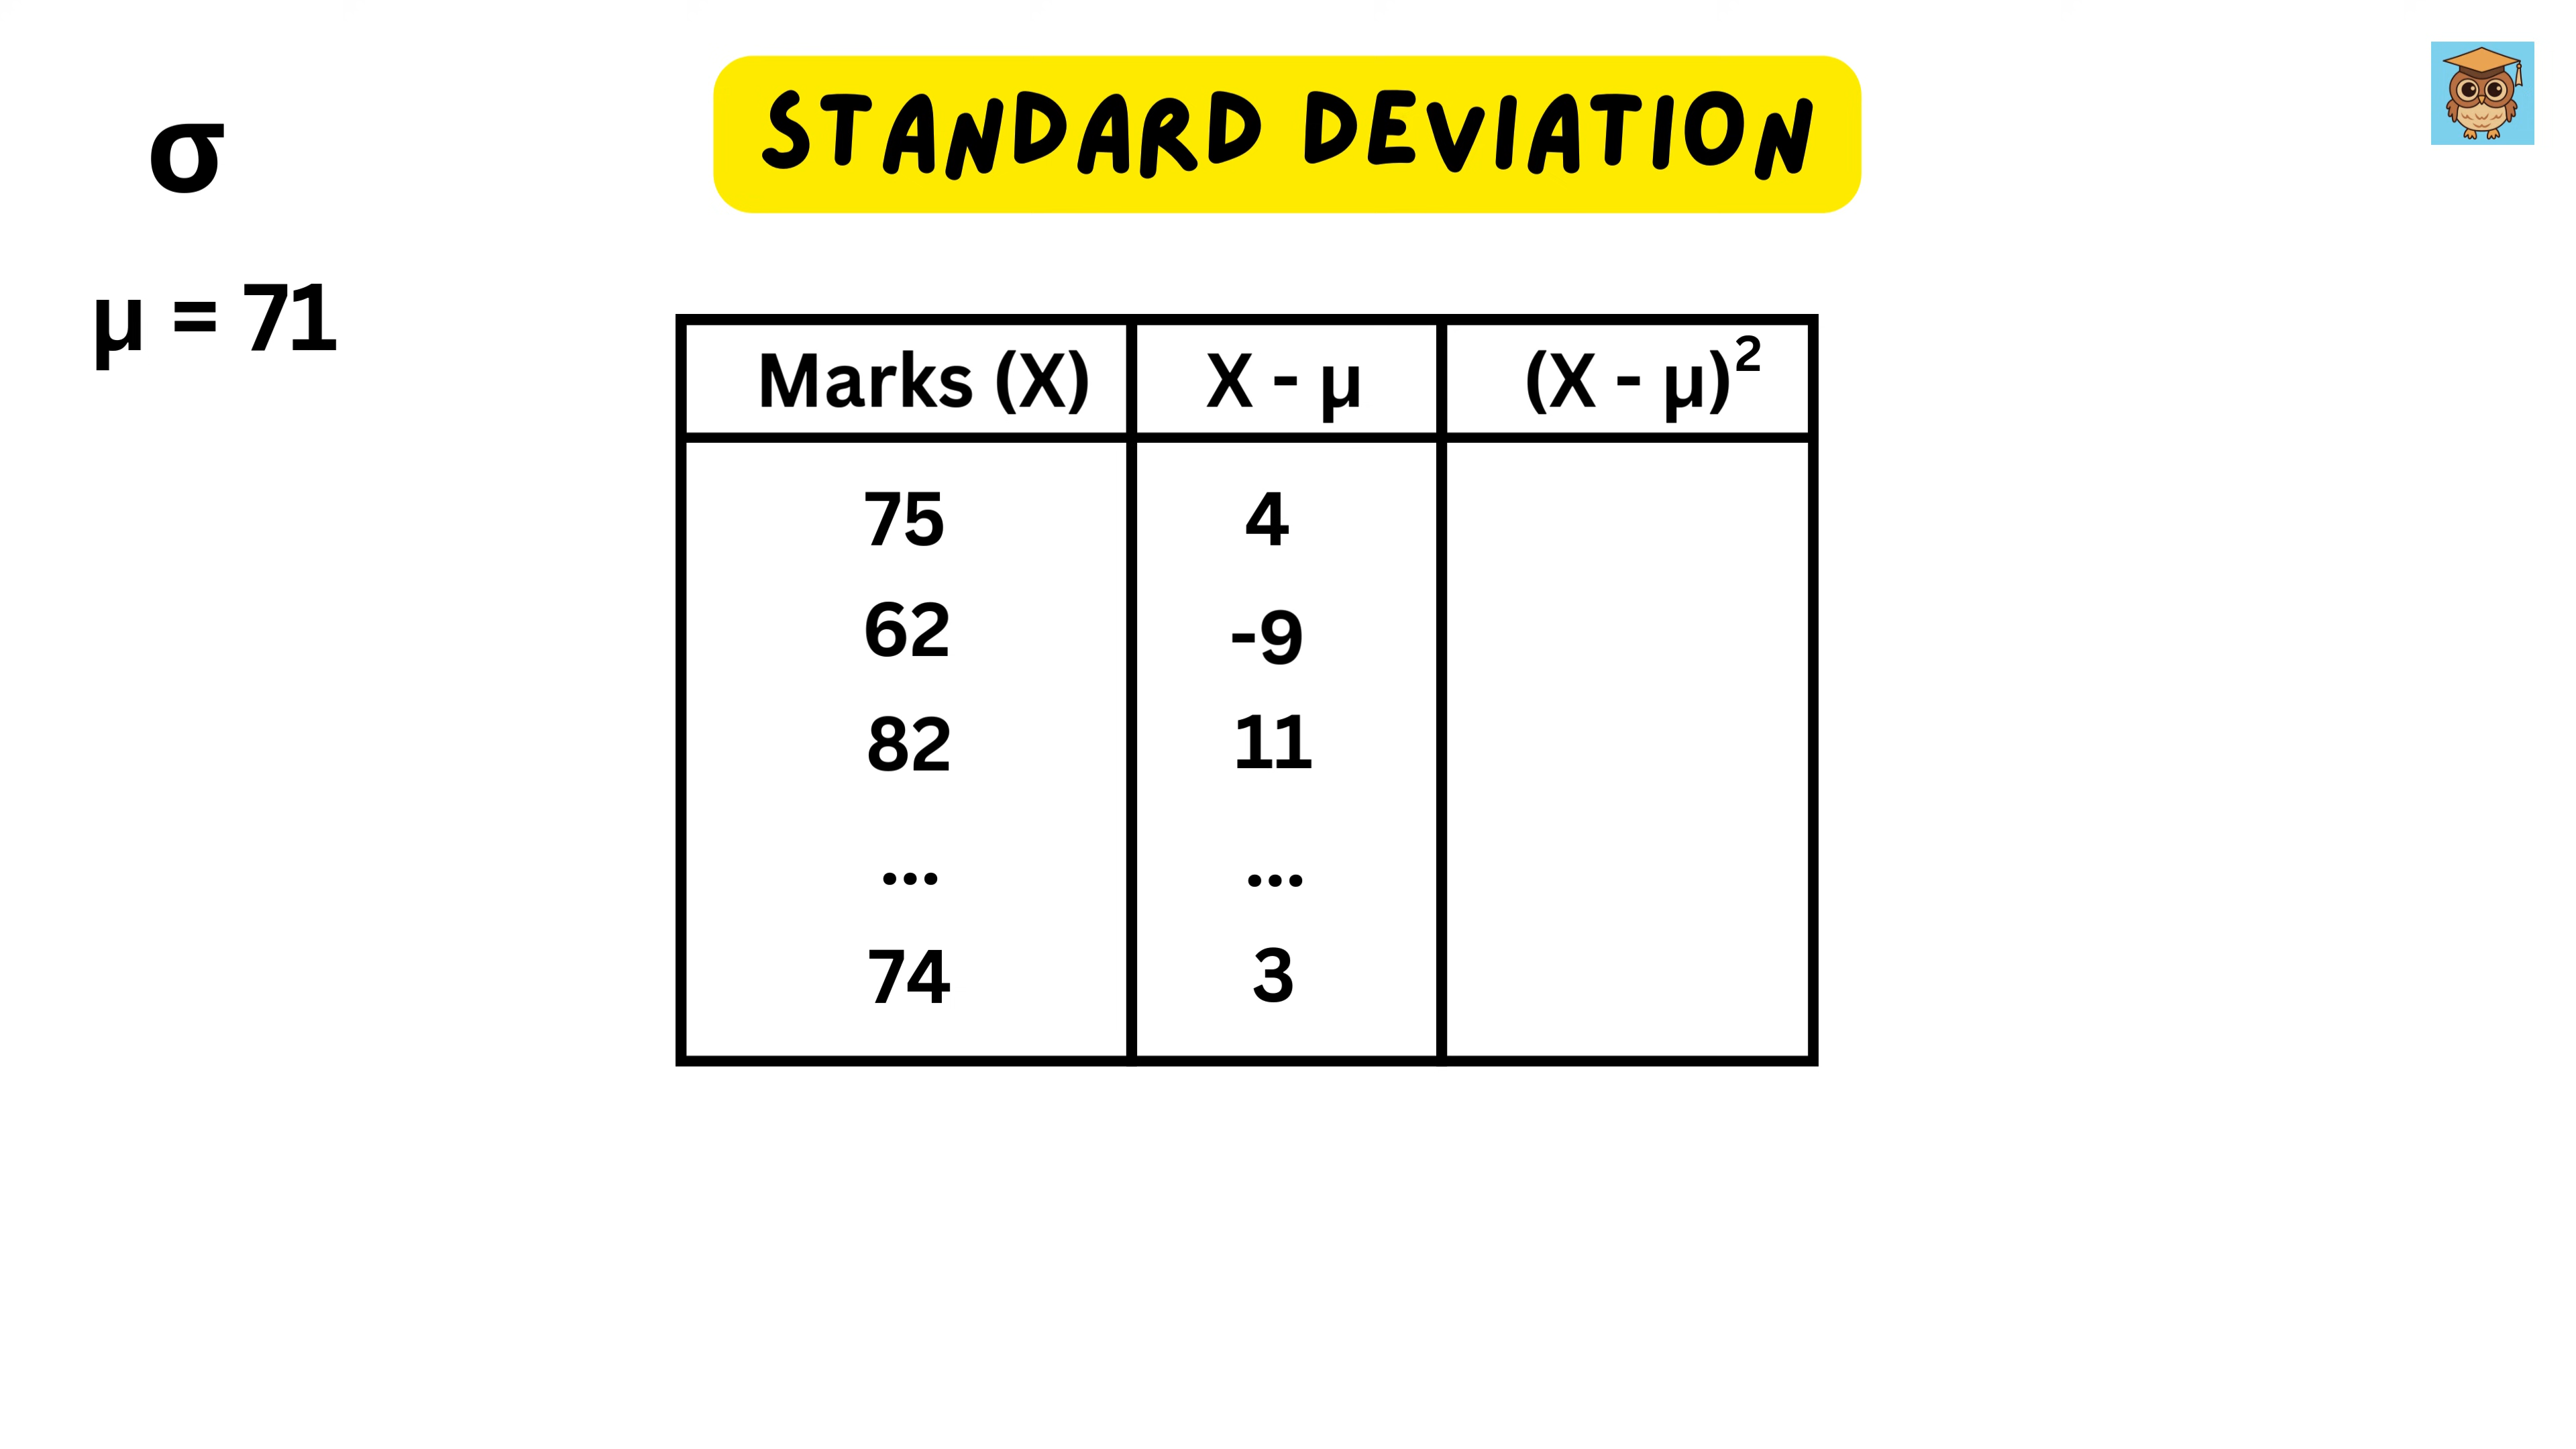 STANDARD DEVIATION
σ
μ = 71
Marks (X) X - μ (X - μ)²
75 4
62 -9
82 11
... ...
74 3